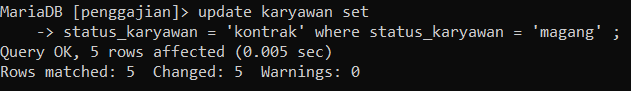 MariaDB [penggajian]> update karyawan set
    -> status_karyawan = 'kontrak' where status_karyawan = 'magang' ;
Query OK, 5 rows affected (0.005 sec)
Rows matched: 5  Changed: 5  Warnings: 0